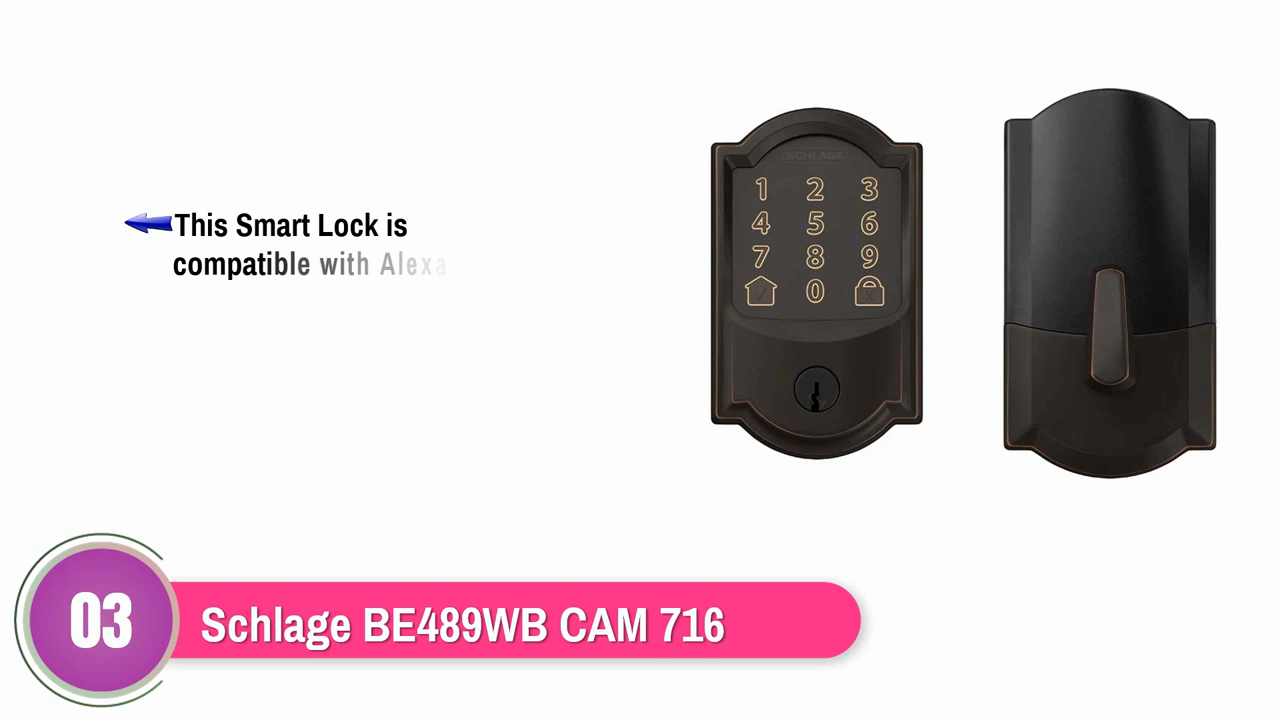 This Smart Lock is
compatible with Alexa
SCHLAGE
1 2 3
4 5 6
7 8 9
0
03
Schlage BE489WB CAM 716